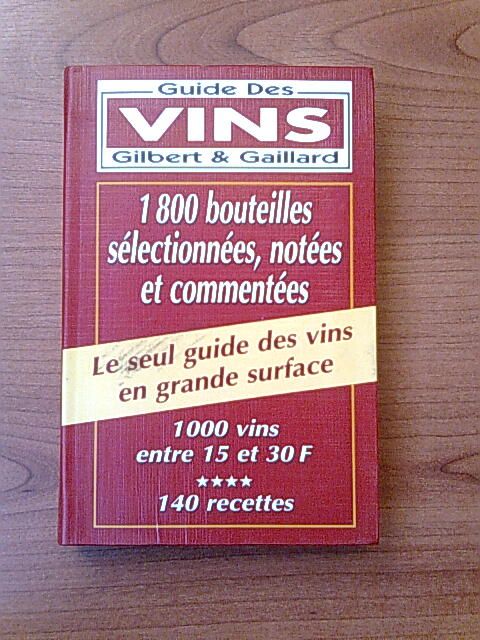 Guide Des
VINS
Gilbert & Gaillard
1 800 bouteilles
sélectionnées, notées
et commentées
Le seul guide des vins
en grande surface
1000 vins
entre 15 et 30 F
★★★★
140 recettes